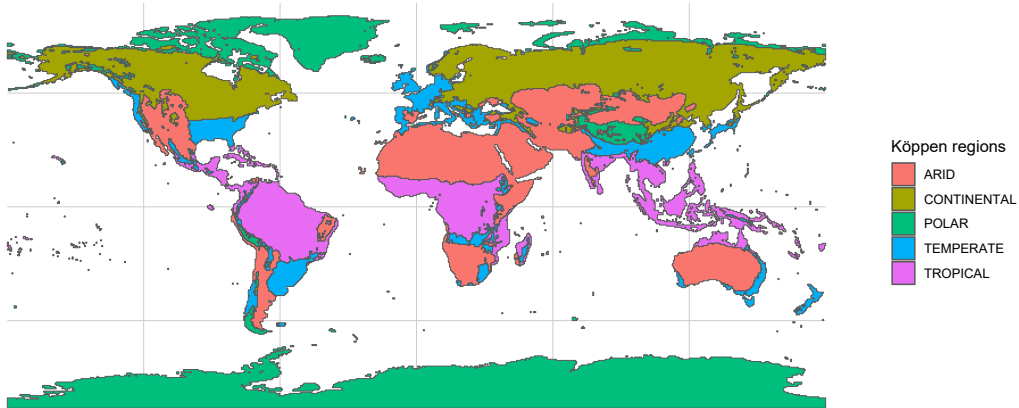 Köppen regions
ARID
CONTINENTAL
POLAR
TEMPERATE
TROPICAL